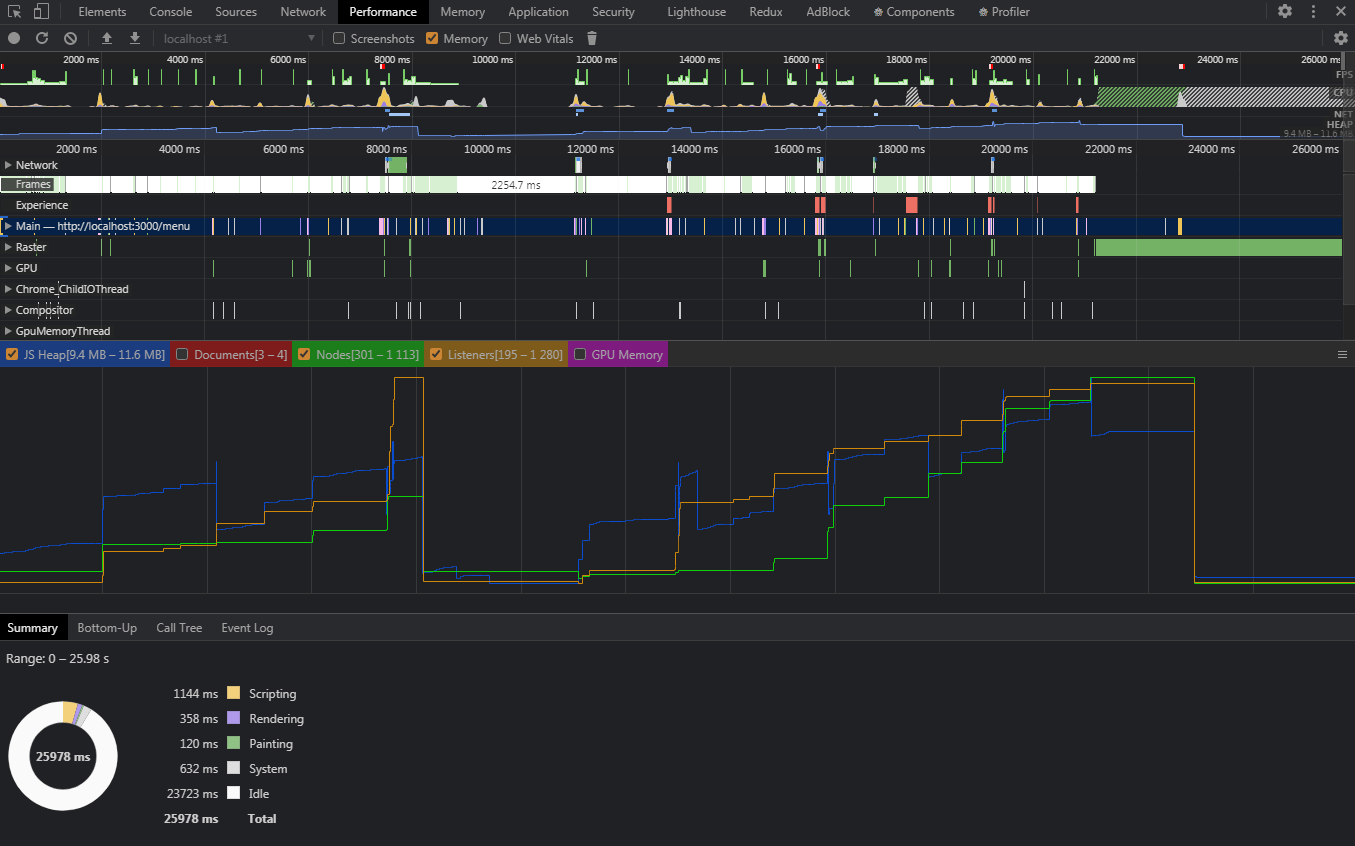 Elements Console Sources Network Performance Memory Application Security Lighthouse Redux AdBlock Components Profiler
localhost #1 Screenshots Memory Web Vitals
2000 ms 4000 ms 6000 ms 8000 ms 10000 ms 12000 ms 14000 ms 16000 ms 18000 ms 20000 ms 22000 ms 24000 ms 26000 ms
FPS
CPU
NET
HEAP
9.4 MB – 11.6 MB
2000 ms 4000 ms 6000 ms 8000 ms 10000 ms 12000 ms 14000 ms 16000 ms 18000 ms 20000 ms 22000 ms 24000 ms 26000 ms
Network
Frames 2254.7 ms
Experience
Main — http://localhost:3000/menu
Raster
GPU
Chrome_ChildIOThread
Compositor
GpuMemoryThread
JS Heap[9.4 MB – 11.6 MB] Documents[3 – 4] Nodes[301 – 1 113] Listeners[195 – 1 280] GPU Memory
Summary Bottom-Up Call Tree Event Log
Range: 0 – 25.98 s
1144 ms Scripting
358 ms Rendering
120 ms Painting
25978 ms
632 ms System
23723 ms Idle
25978 ms Total